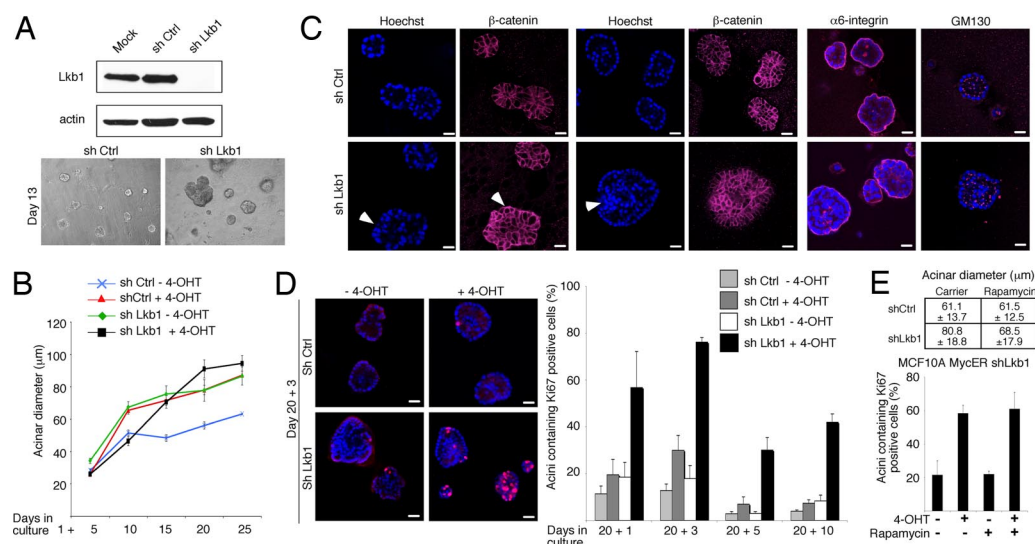 A
Mock
sh Ctrl
sh Lkb1
Lkb1
actin
sh Ctrl
sh Lkb1
Day 13
B
sh Ctrl - 4-OHT
shCtrl + 4-OHT
sh Lkb1 - 4-OHT
sh Lkb1 + 4-OHT
Acinar diameter (μm)
120
100
80
60
40
20
0
Days in
culture
1 +
5
10
15
20
25
C
Hoechst
β-catenin
Hoechst
β-catenin
α6-integrin
GM130
sh Ctrl
sh Lkb1
D
- 4-OHT
+ 4-OHT
Day 20 + 3
Sh Ctrl
Sh Lkb1
sh Ctrl - 4-OHT
sh Ctrl + 4-OHT
sh Lkb1 - 4-OHT
sh Lkb1 + 4-OHT
Acini containing Ki67 positive cells (%)
100
80
60
40
20
Days in
culture
20 + 1
20 + 3
20 + 5
20 + 10
E
Acinar diameter (μm)
Carrier
Rapamycin
shCtrl
61.1
± 13.7
61.5
± 12.5
shLkb1
80.8
± 18.8
68.5
±17.9
MCF10A MycER shLkb1
Acini containing Ki67
positive cells (%)
80
60
40
20
4-OHT
- + - +
Rapamycin
- - + +